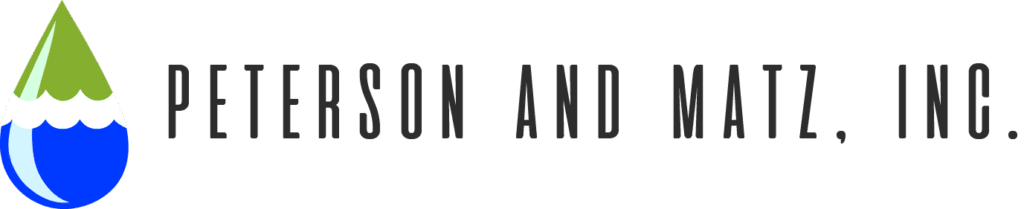 PETERSON AND MATZ, INC.